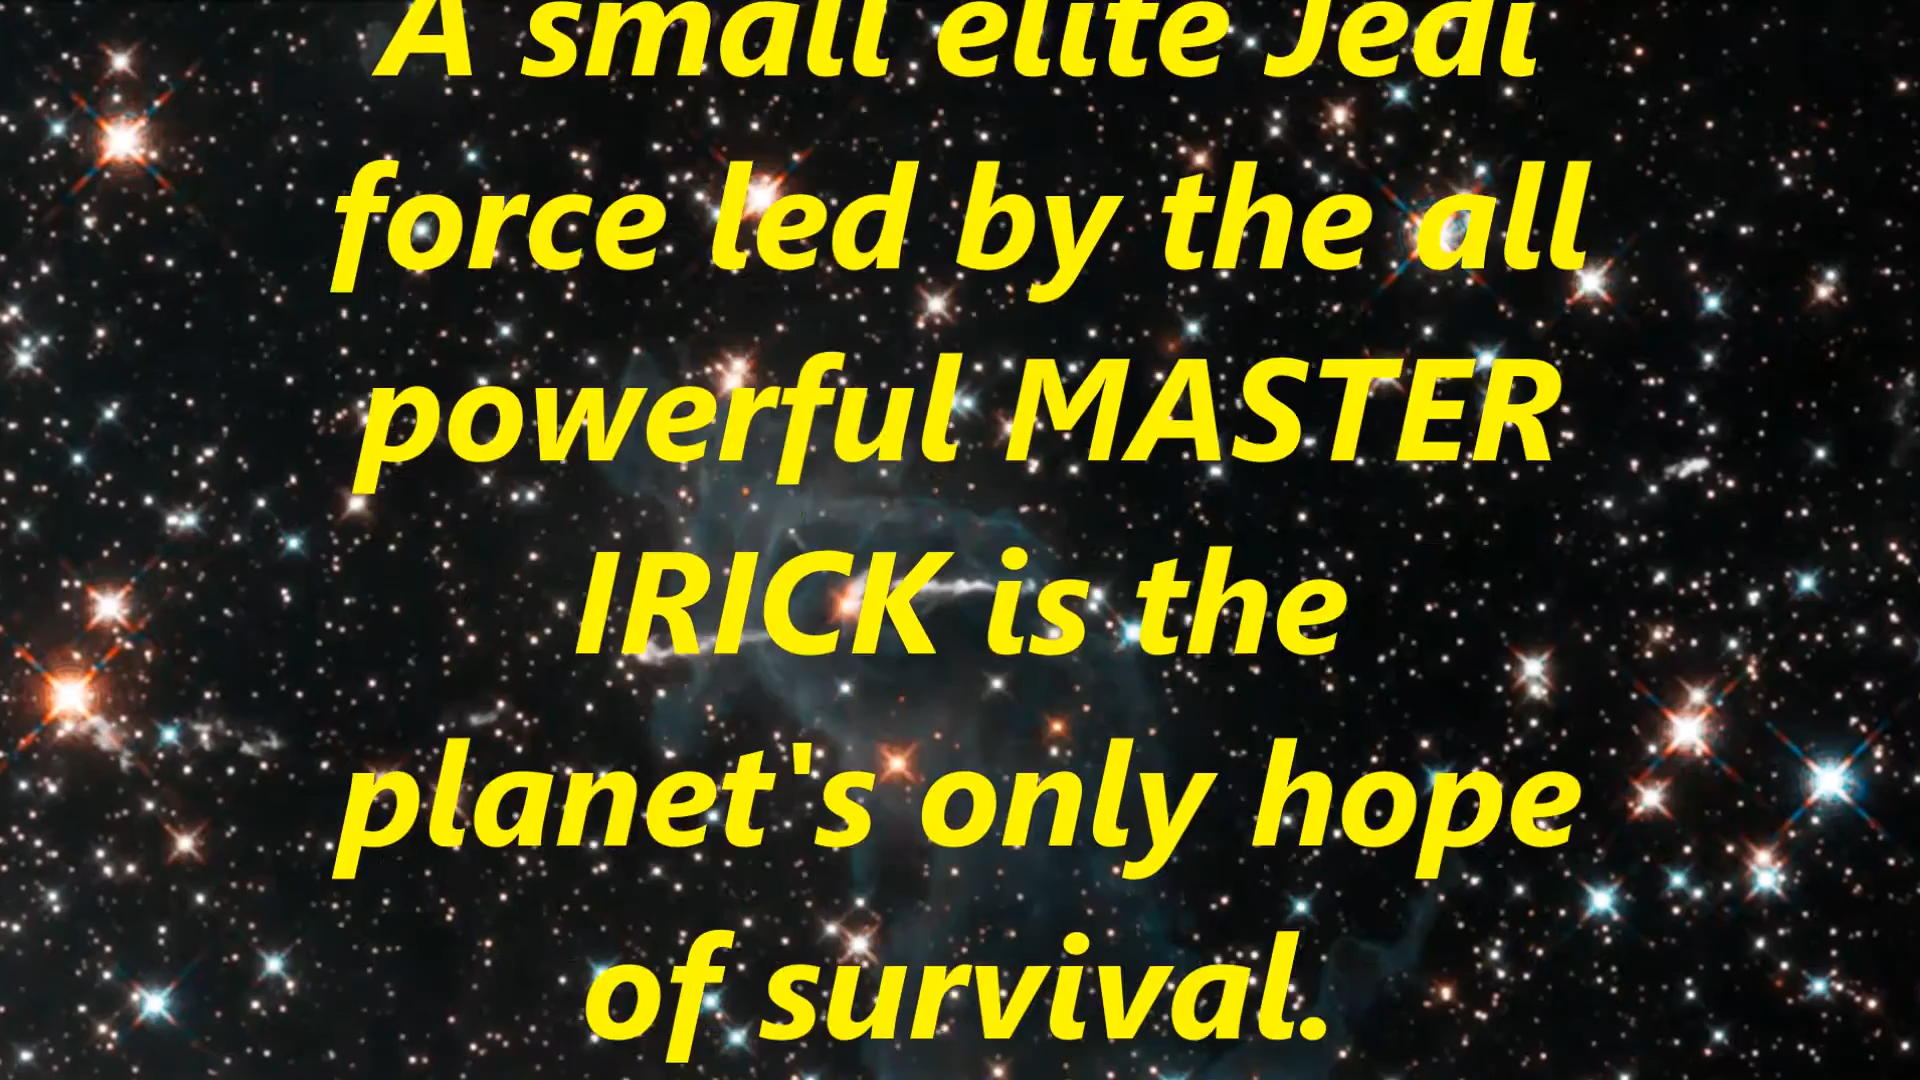 A small elite Jedi
force led by the all
powerful MASTER
IRICK is the
planet's only hope
of survival.